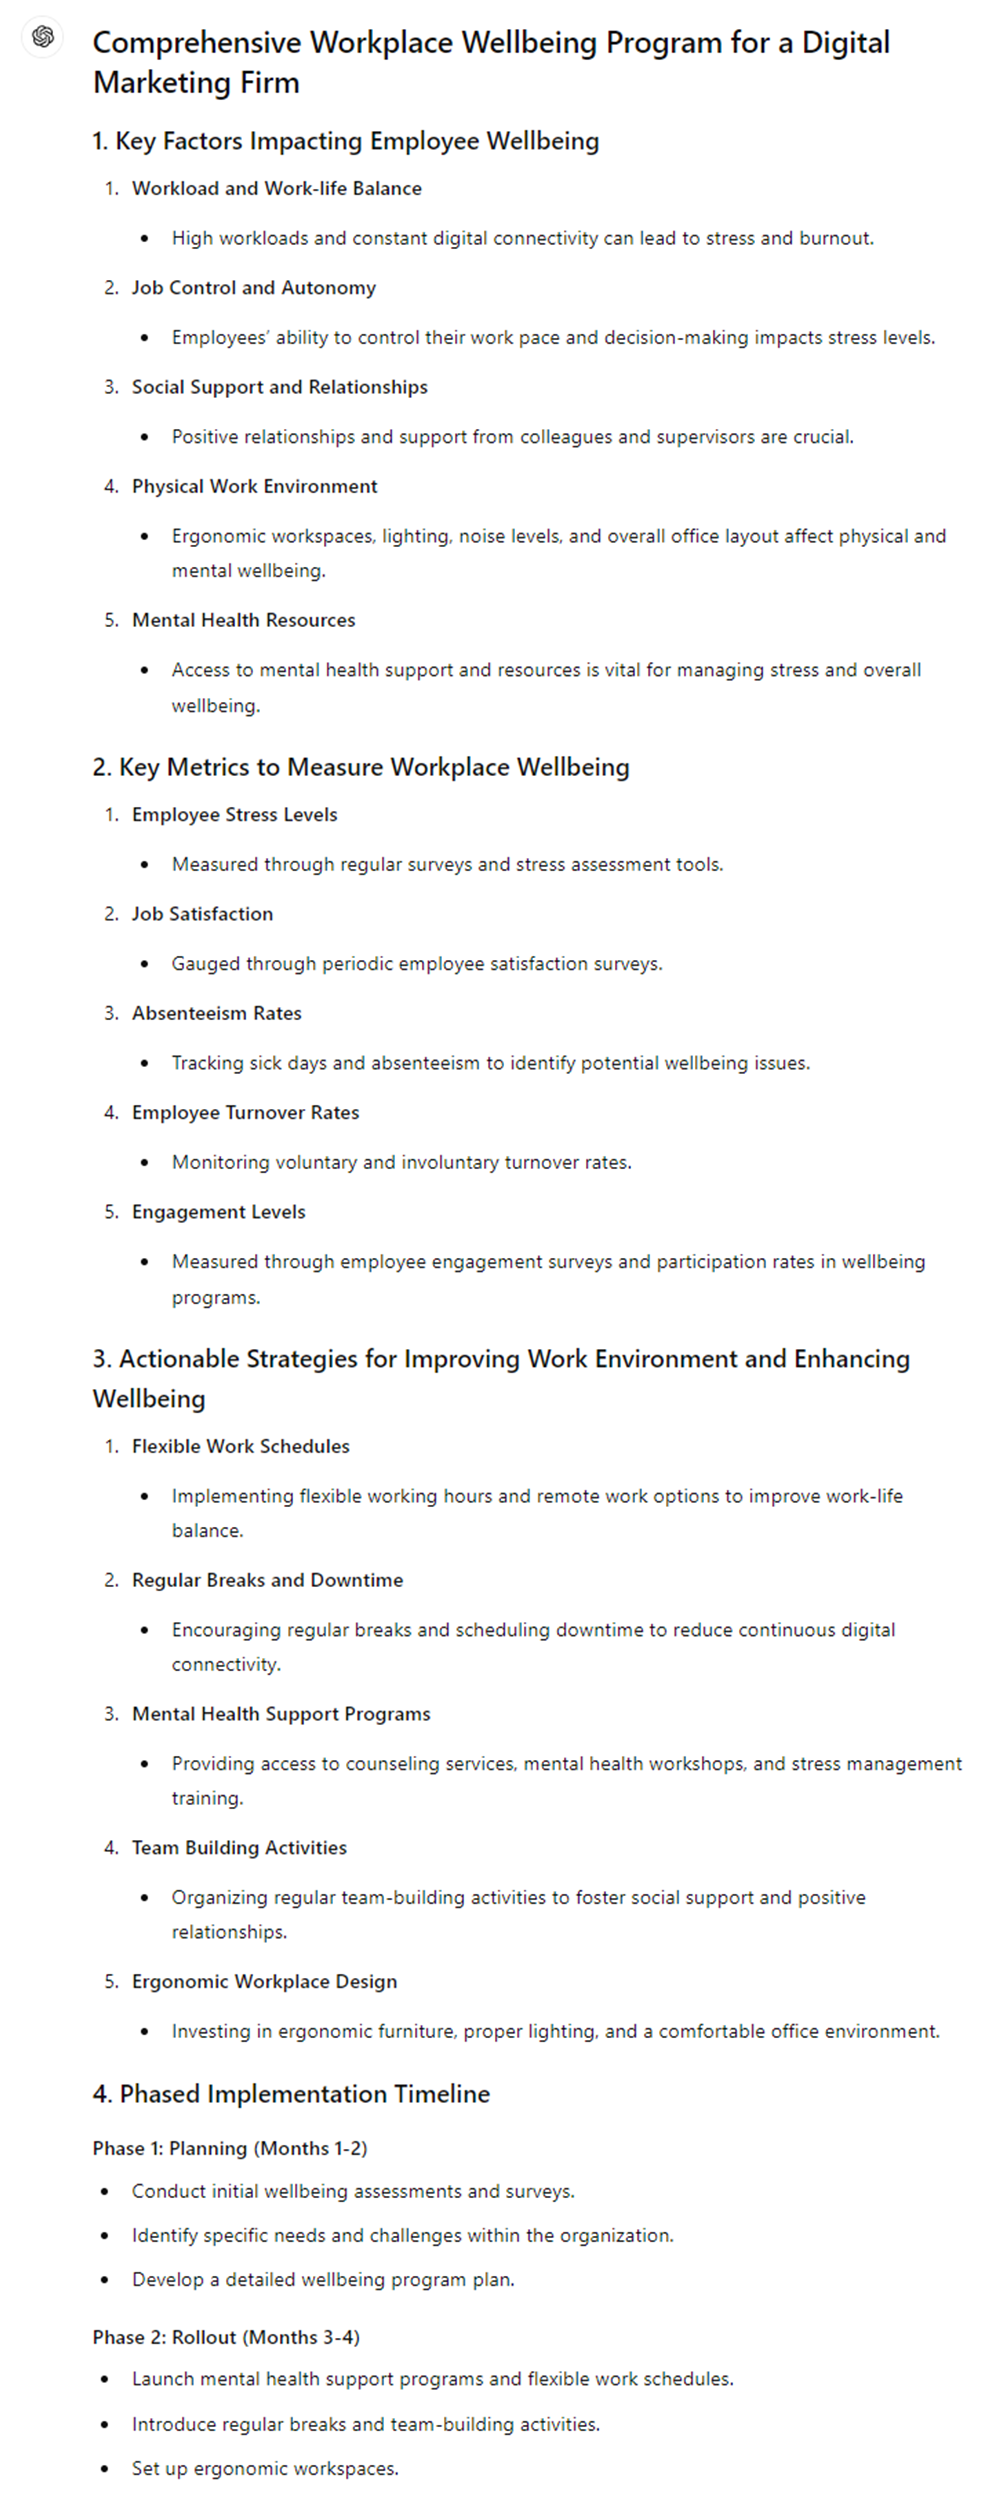 Comprehensive Workplace Wellbeing Program for a Digital
Marketing Firm
1. Key Factors Impacting Employee Wellbeing
1. Workload and Work-life Balance
• High workloads and constant digital connectivity can lead to stress and burnout.
2. Job Control and Autonomy
• Employees’ ability to control their work pace and decision-making impacts stress levels.
3. Social Support and Relationships
• Positive relationships and support from colleagues and supervisors are crucial.
4. Physical Work Environment
• Ergonomic workspaces, lighting, noise levels, and overall office layout affect physical and
mental wellbeing.
5. Mental Health Resources
• Access to mental health support and resources is vital for managing stress and overall
wellbeing.
2. Key Metrics to Measure Workplace Wellbeing
1. Employee Stress Levels
• Measured through regular surveys and stress assessment tools.
2. Job Satisfaction
• Gauged through periodic employee satisfaction surveys.
3. Absenteeism Rates
• Tracking sick days and absenteeism to identify potential wellbeing issues.
4. Employee Turnover Rates
• Monitoring voluntary and involuntary turnover rates.
5. Engagement Levels
• Measured through employee engagement surveys and participation rates in wellbeing
programs.
3. Actionable Strategies for Improving Work Environment and Enhancing
Wellbeing
1. Flexible Work Schedules
• Implementing flexible working hours and remote work options to improve work-life
balance.
2. Regular Breaks and Downtime
• Encouraging regular breaks and scheduling downtime to reduce continuous digital
connectivity.
3. Mental Health Support Programs
• Providing access to counseling services, mental health workshops, and stress management
training.
4. Team Building Activities
• Organizing regular team-building activities to foster social support and positive
relationships.
5. Ergonomic Workplace Design
• Investing in ergonomic furniture, proper lighting, and a comfortable office environment.
4. Phased Implementation Timeline
Phase 1: Planning (Months 1-2)
• Conduct initial wellbeing assessments and surveys.
• Identify specific needs and challenges within the organization.
• Develop a detailed wellbeing program plan.
Phase 2: Rollout (Months 3-4)
• Launch mental health support programs and flexible work schedules.
• Introduce regular breaks and team-building activities.
• Set up ergonomic workspaces.